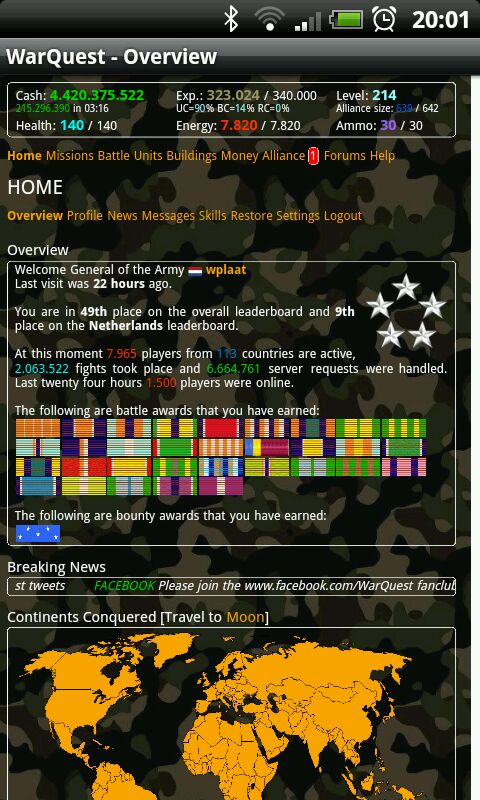 20:01
WarQuest - Overview
Cash: 4.420.375.522 Exp.: 323.024 / 340.000 Level: 214
215.296.390 in 03:16 UC=90% BC=14% RC=0% Alliance size: 639 / 642
Health: 140 / 140 Energy: 7.820 / 7.820 Ammo: 30 / 30
Home Missions Battle Units Buildings Money Alliance 1 Forums Help
HOME
Overview Profile News Messages Skills Restore Settings Logout
Overview
Welcome General of the Army wplaat
Last visit was 22 hours ago.
You are in 49th place on the overall leaderboard and 9th
place on the Netherlands leaderboard.
At this moment 7.965 players from 113 countries are active,
2.063.522 fights took place and 6.664.761 server requests were handled.
Last twenty four hours 1.500 players were online.
The following are battle awards that you have earned:
The following are bounty awards that you have earned:
Breaking News
st tweets FACEBOOK Please join the www.facebook.com/WarQuest fanclub
Continents Conquered [Travel to Moon]